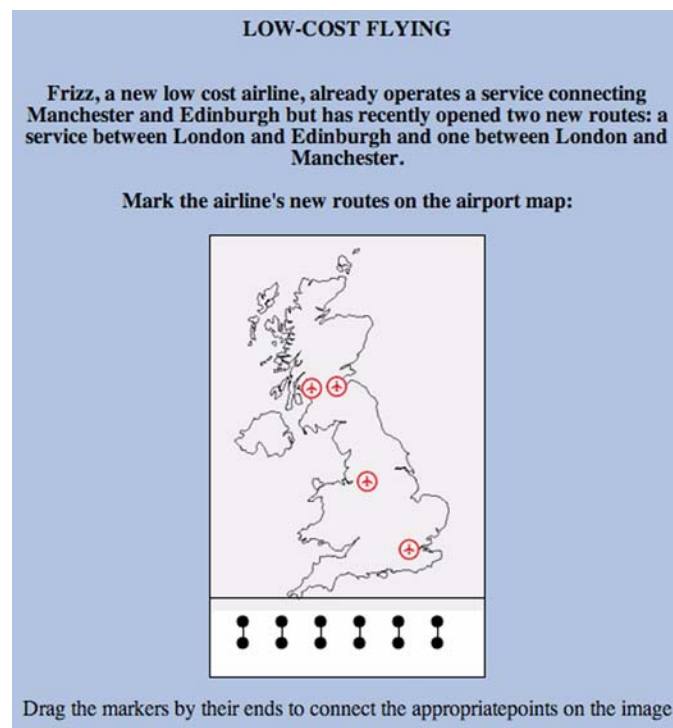 LOW-COST FLYING
Frizz, a new low cost airline, already operates a service connecting
Manchester and Edinburgh but has recently opened two new routes: a
service between London and Edinburgh and one between London and
Manchester.
Mark the airline's new routes on the airport map:
Drag the markers by their ends to connect the appropriatepoints on the image